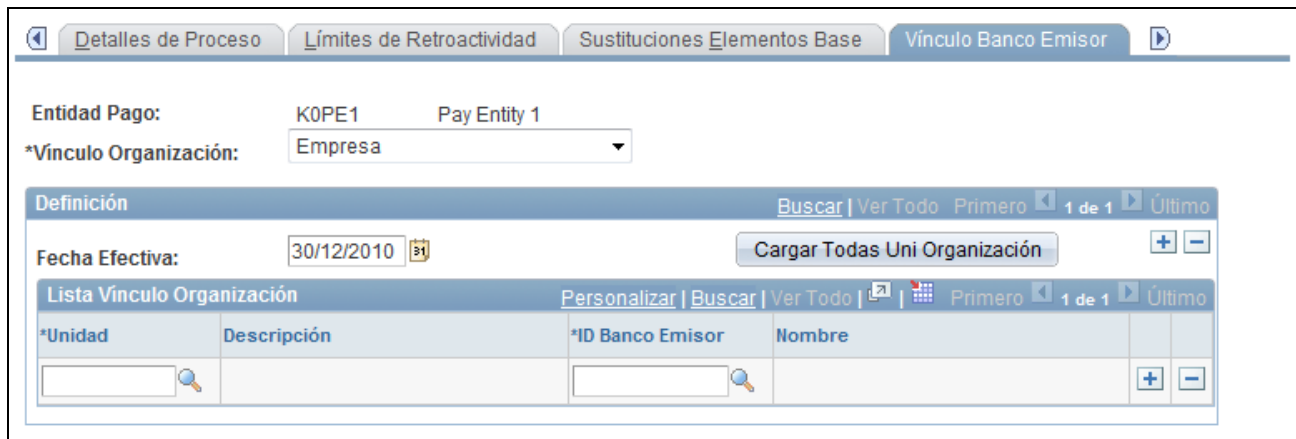 Detalles de Proceso Límites de Retroactividad Sustituciones Elementos Base Vínculo Banco Emisor
Entidad Pago: K0PE1 Pay Entity 1
*Vínculo Organización: Empresa
Definición Buscar | Ver Todo Primero 1 de 1 Último
Fecha Efectiva: 30/12/2010 31 Cargar Todas Uni Organización
Lista Vínculo Organización Personalizar | Buscar | Ver Todo | | Primero 1 de 1 Último
*Unidad Descripción *ID Banco Emisor Nombre